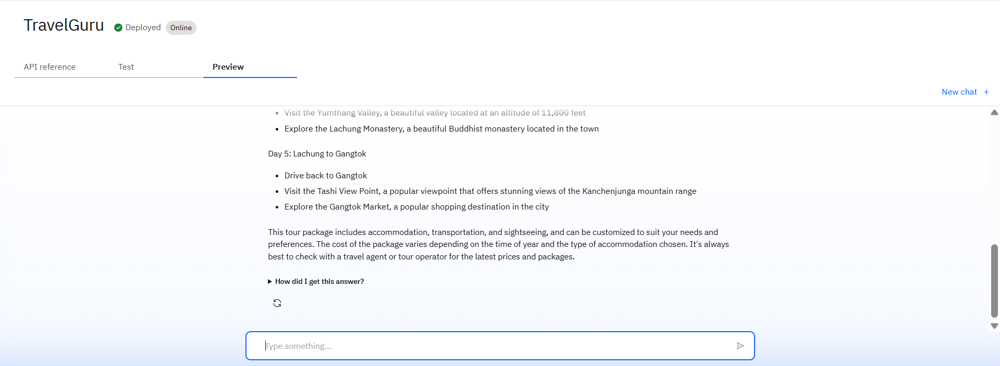 TravelGuru Deployed Online
API reference Test Preview
New chat +
• Visit the Yumthang Valley, a beautiful valley located at an altitude of 11,800 feet
• Explore the Lachung Monastery, a beautiful Buddhist monastery located in the town
Day 5: Lachung to Gangtok
• Drive back to Gangtok
• Visit the Tashi View Point, a popular viewpoint that offers stunning views of the Kanchenjunga mountain range
• Explore the Gangtok Market, a popular shopping destination in the city
This tour package includes accommodation, transportation, and sightseeing, and can be customized to suit your needs and
preferences. The cost of the package varies depending on the time of year and the type of accommodation chosen. It's always
best to check with a travel agent or tour operator for the latest prices and packages.
How did I get this answer?
Type something...